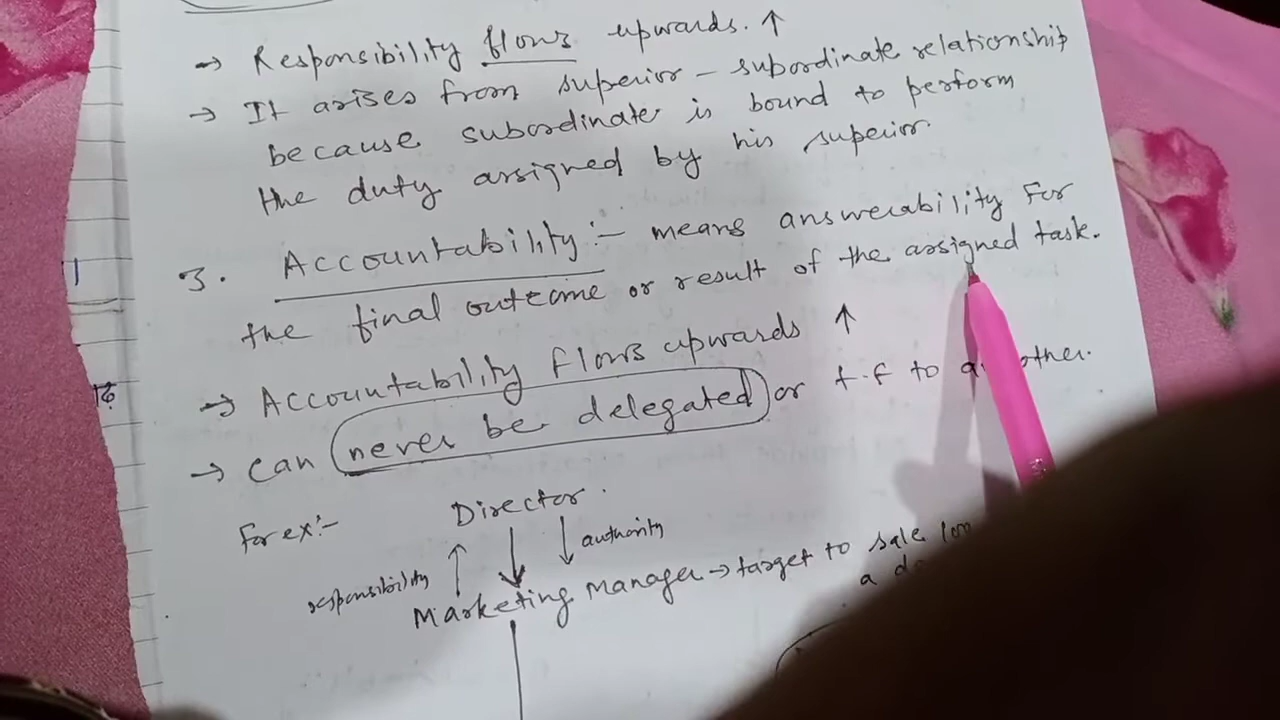 → Responsibility flows upwards. ↑
→ It arises from superior - subordinate relationship
because subordinate is bound to perform
the duty assigned by his superior.
3. Accountability :- means answerability For
the final outcome or result of the assigned task.
→ Accountability flows upwards ↑
→ Can never be delegated or t.f to another.
For ex:-
Director.
authority
responsibility
Marketing Manager → target to sale
a